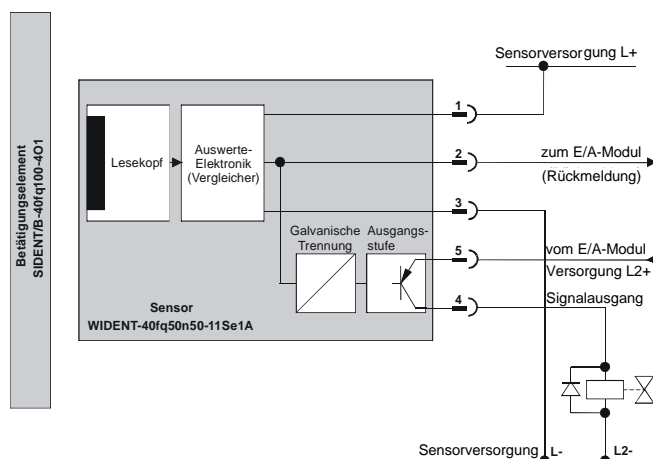 Betätigungselement
SIDENT/B-40fq100-4O1
Sensorversorgung L+
1
Lesekopf
Auswerte-
Elektronik
(Vergleicher)
2
zum E/A-Modul
(Rückmeldung)
3
Galvanische
Trennung
Ausgangs-
stufe
5
vom E/A-Modul
Versorgung L2+
4
Signalausgang
Sensor
WIDENT-40fq50n50-11Se1A
Sensorversorgung L-
L2-